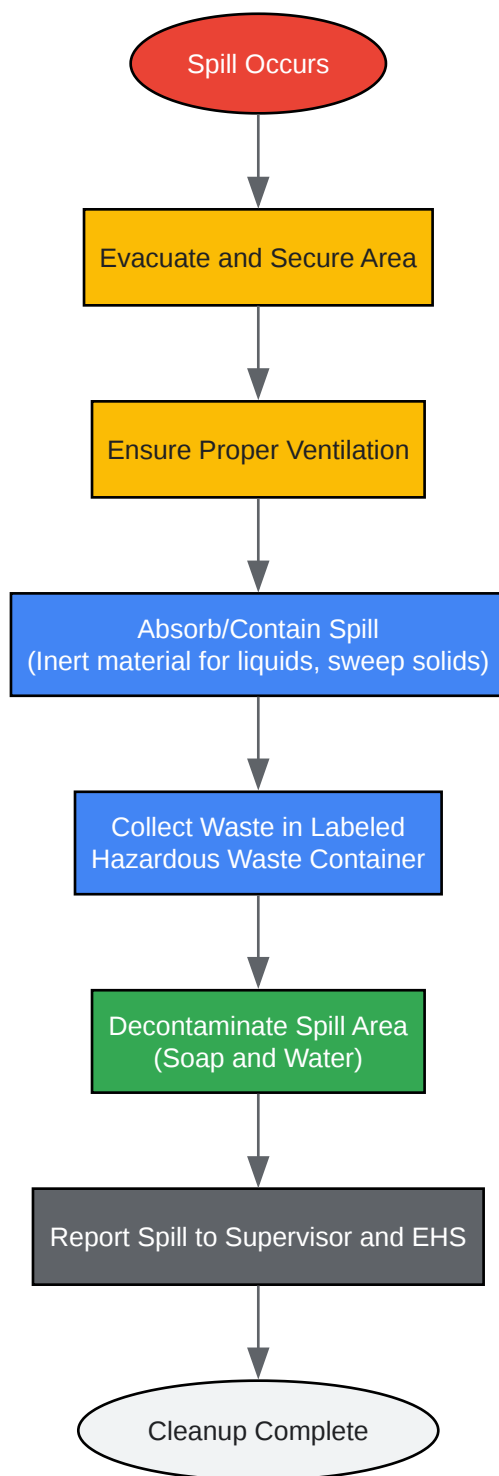 Spill Occurs
Evacuate and Secure Area
Ensure Proper Ventilation
Absorb/Contain Spill
(Inert material for liquids, sweep solids)
Collect Waste in Labeled
Hazardous Waste Container
Decontaminate Spill Area
(Soap and Water)
Report Spill to Supervisor and EHS
Cleanup Complete